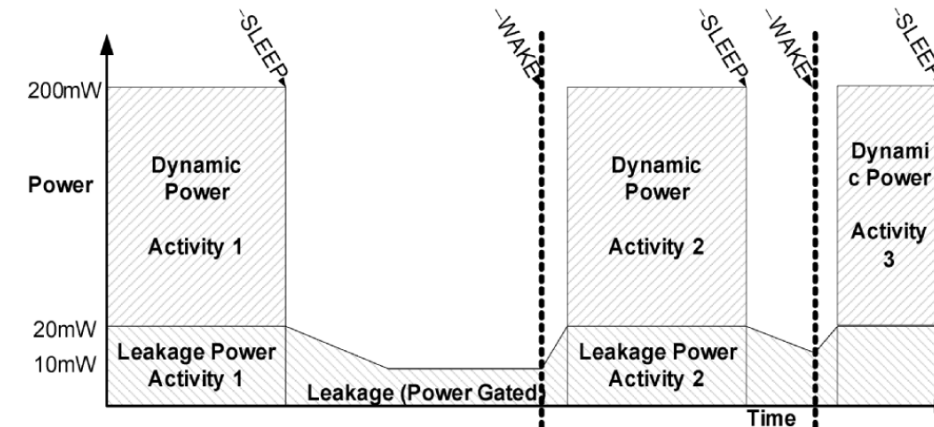 ~SLEEP
~WAKE
~SLEEP
~WAKE
~SLEEP
200mW
Power
20mW
10mW
Dynamic
Power
Activity 1
Dynamic
Power
Activity 2
Dynami
c Power
Activity
3
Leakage Power
Activity 1
Leakage (Power Gated)
Leakage Power
Activity 2
Time